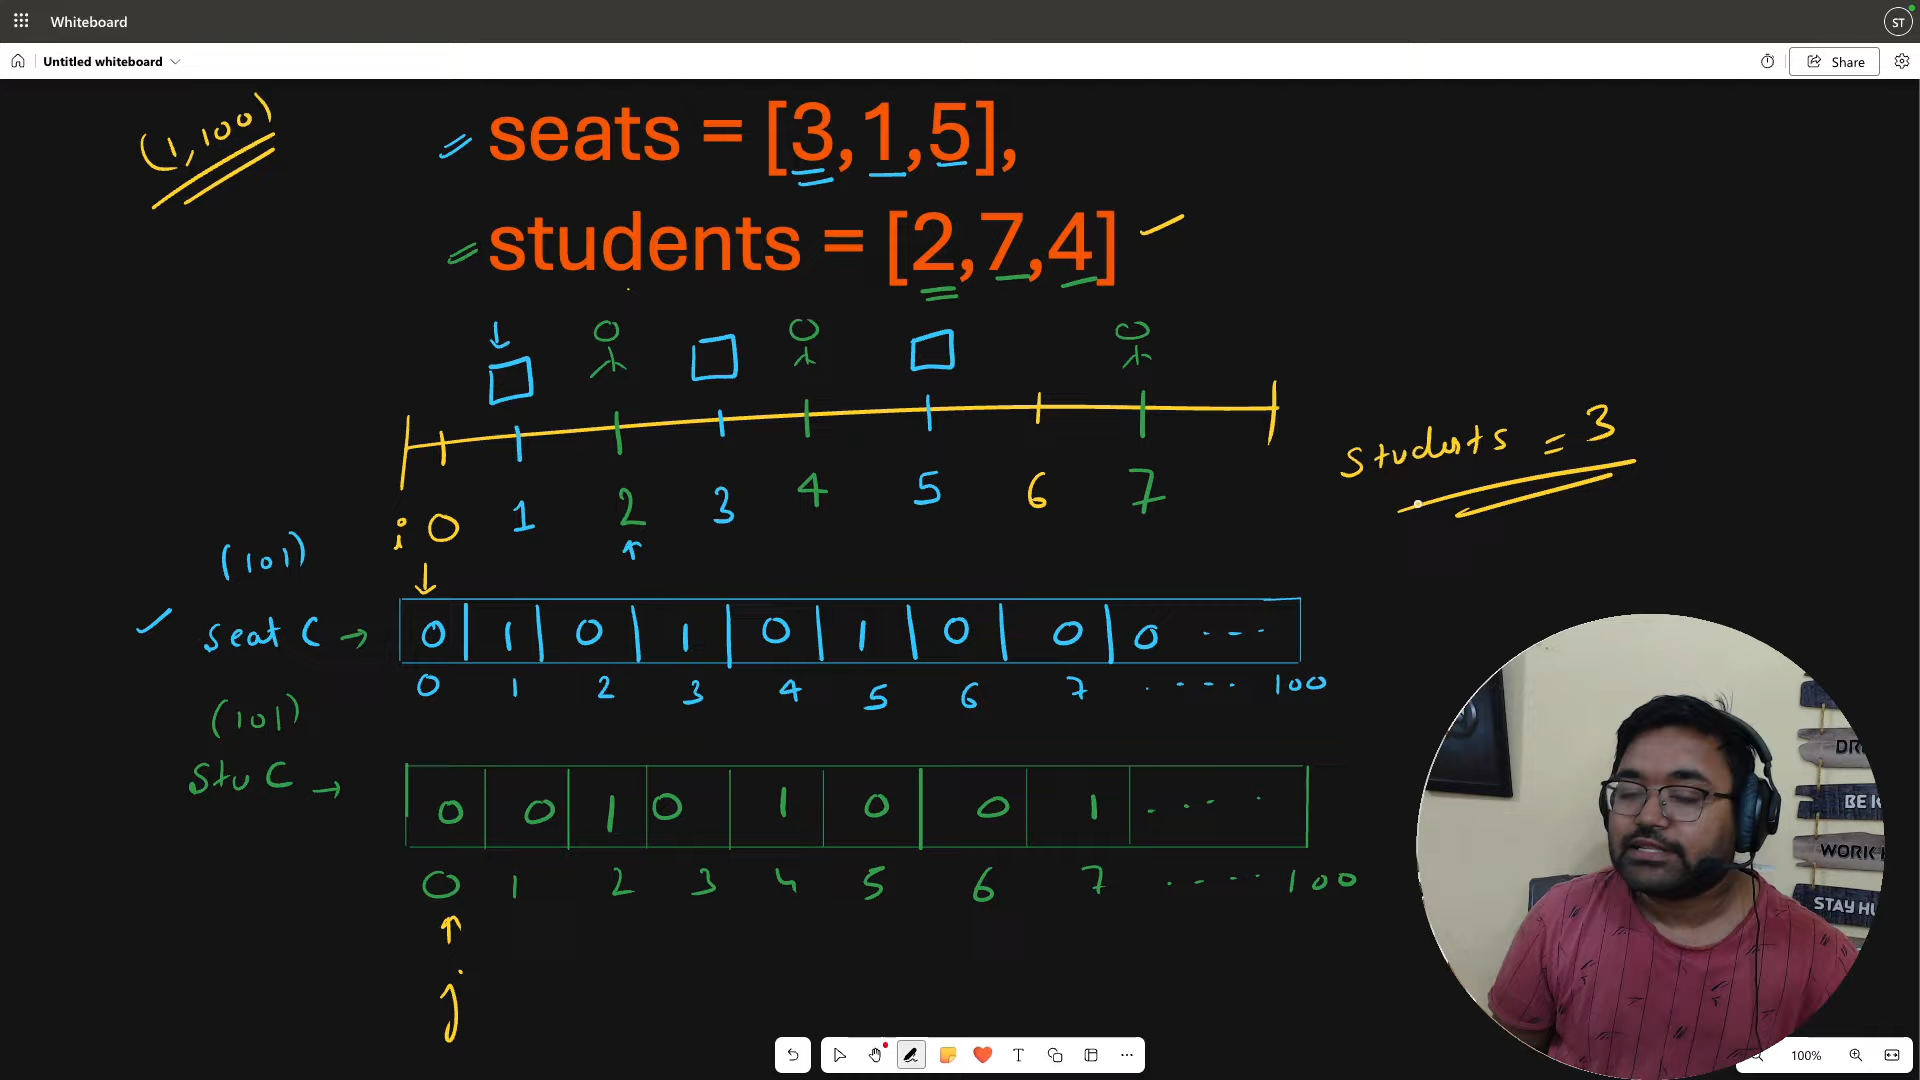 Whiteboard
ST
Untitled whiteboard
Share
(1,100)
seats = [3,1,5],
students = [2,7,4]
students = 3
i 0 1 2 3 4 5 6 7
(101)
seat C → 0 1 0 1 0 1 0 0 0 ...
0 1 2 3 4 5 6 7 .... 100
(101)
Stu C → 0 0 1 0 1 0 0 1 ....
0 1 2 3 4 5 6 7 ..... 100
j
BE
WORK
STAY HU
100%